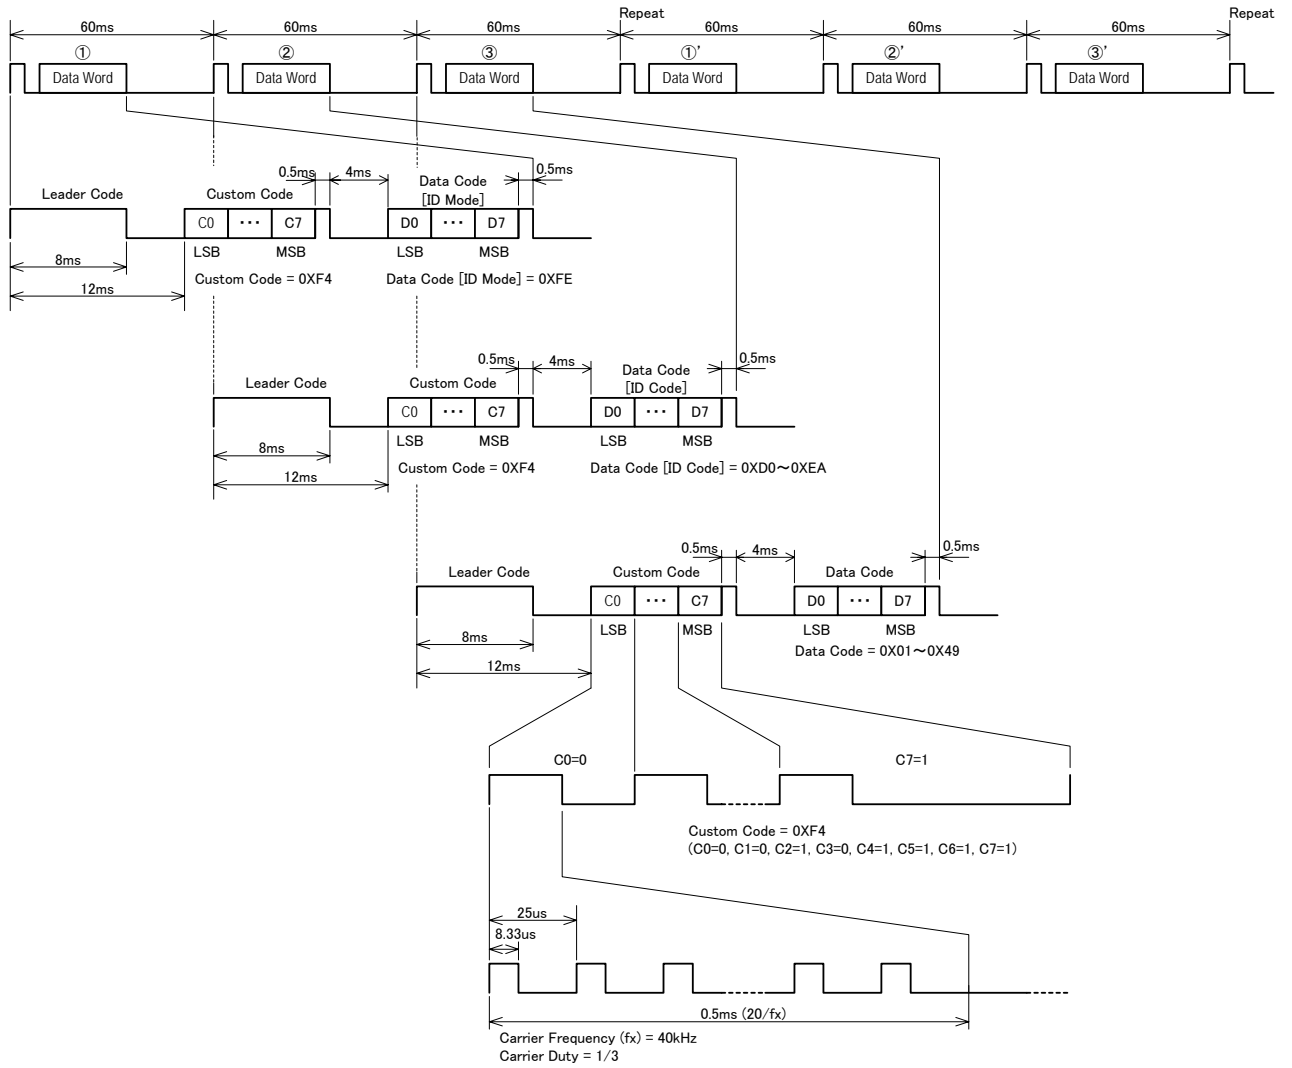 Repeat Repeat
60ms 60ms 60ms 60ms 60ms 60ms
① ② ③ ①' ②' ③'
Data Word Data Word Data Word Data Word Data Word Data Word
0.5ms 4ms 0.5ms
Leader Code Custom Code Data Code
[ID Mode]
C0 ··· C7 D0 ··· D7
LSB MSB LSB MSB
8ms
Custom Code = 0XF4 Data Code [ID Mode] = 0XFE
12ms
0.5ms 4ms 0.5ms
Leader Code Custom Code Data Code
[ID Code]
C0 ··· C7 D0 ··· D7
LSB MSB LSB MSB
8ms
Custom Code = 0XF4 Data Code [ID Code] = 0XD0～0XEA
12ms
0.5ms 4ms 0.5ms
Leader Code Custom Code Data Code
C0 ··· C7 D0 ··· D7
LSB MSB LSB MSB
8ms
Data Code = 0X01～0X49
12ms
C0=0 C7=1
Custom Code = 0XF4
(C0=0, C1=0, C2=1, C3=0, C4=1, C5=1, C6=1, C7=1)
25us
8.33us
0.5ms (20/fx)
Carrier Frequency (fx) = 40kHz
Carrier Duty = 1/3